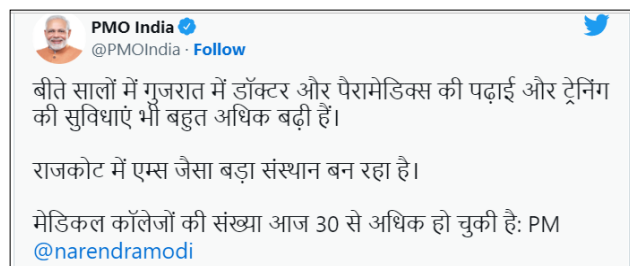 PMO India
@PMOIndia · Follow
बीते सालों में गुजरात में डॉक्टर और पैरामेडिक्स की पढ़ाई और ट्रेनिंग
की सुविधाएं भी बहुत अधिक बढ़ी हैं।
राजकोट में एम्स जैसा बड़ा संस्थान बन रहा है।
मेडिकल कॉलेजों की संख्या आज 30 से अधिक हो चुकी है: PM
@narendramodi